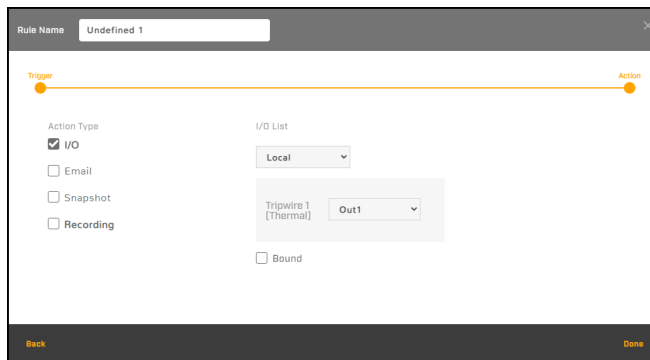 Rule Name Undefined 1
Trigger Action
Action Type I/O List
I/O
Local
Email
Snapshot
Tripwire 1
(Thermal)
Out1
Recording
Bound
Back Done